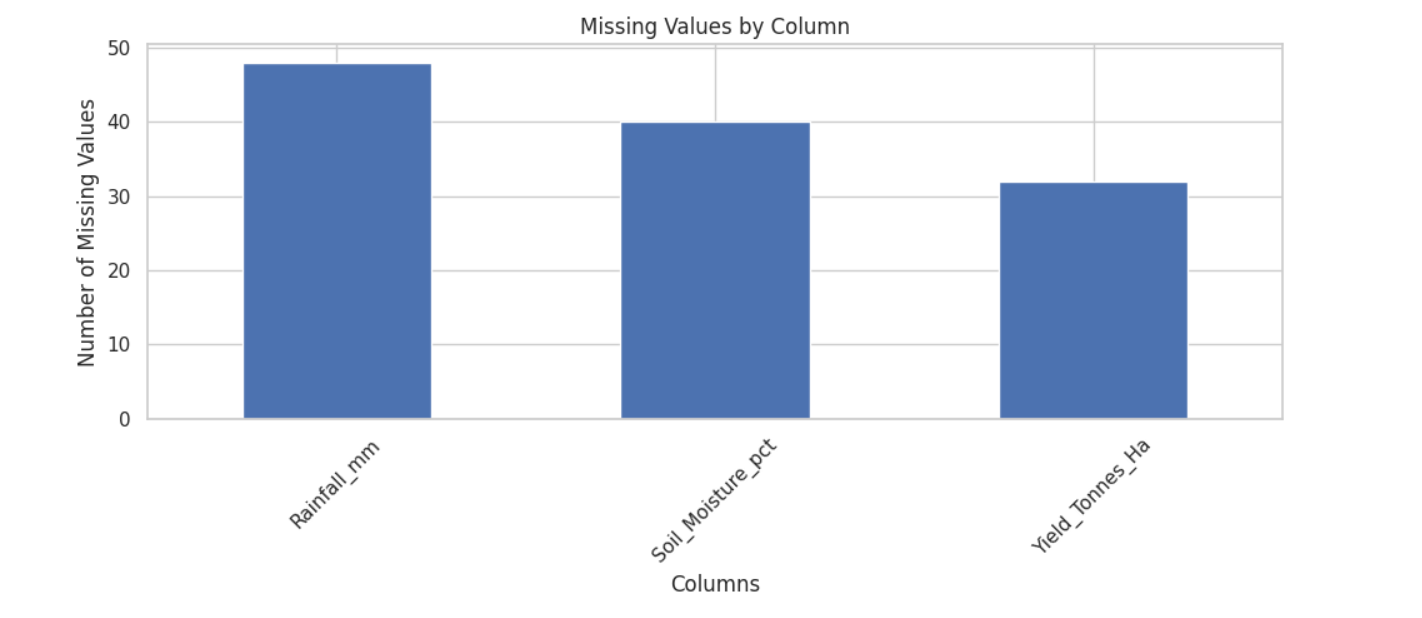 Missing Values by Column
Number of Missing Values
50
40
30
20
10
0
Rainfall_mm
Soil_Moisture_pct
Yield_Tonnes_Ha
Columns